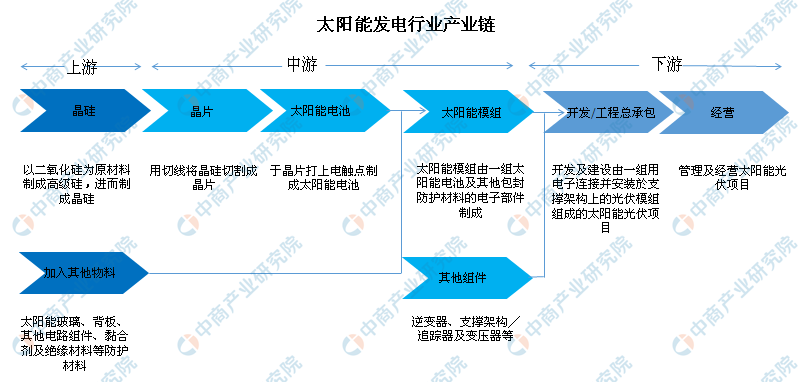 太阳能发电行业产业链
上游
中游
下游
晶硅
晶片
太阳能电池
太阳能模组
开发/工程总承包
经营
以二氧化硅为原材料
制成高级硅，进而制
成晶硅
用切线将晶硅切割成
晶片
于晶片打上电触点制
成太阳能电池
太阳能模组由一组太
阳能电池及其他包封
防护材料的电子部件
制成
开发及建设由一组用
电子连接并安装於支
撑架构上的光伏模组
组成的太阳能光伏项
目
管理及经营太阳能光
伏项目
加入其他物料
其他组件
太阳能玻璃、背板、
其他电路组件、黏合
剂及绝缘材料等防护
材料
逆变器、支撑架构／
追踪器及变压器等
中商产业研究院